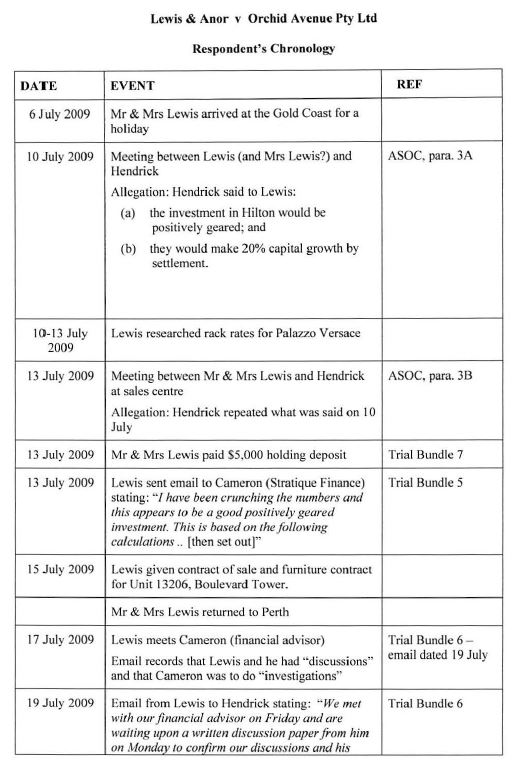 Lewis & Anor v Orchid Avenue Pty Ltd
Respondent's Chronology
DATE EVENT REF
6 July 2009 Mr & Mrs Lewis arrived at the Gold Coast for a
holiday
10 July 2009 Meeting between Lewis (and Mrs Lewis?) and ASOC, para. 3A
Hendrick
Allegation: Hendrick said to Lewis:
(a) the investment in Hilton would be
positively geared; and
(b) they would make 20% capital growth by
settlement.
10-13 July Lewis researched rack rates for Palazzo Versace
2009
13 July 2009 Meeting between Mr & Mrs Lewis and Hendrick ASOC, para. 3B
at sales centre
Allegation: Hendrick repeated what was said on 10
July
13 July 2009 Mr & Mrs Lewis paid $5,000 holding deposit Trial Bundle 7
13 July 2009 Lewis sent email to Cameron (Stratique Finance) Trial Bundle 5
stating: "I have been crunching the numbers and
this appears to be a good positively geared
investment. This is based on the following
calculations .. [then set out]"
15 July 2009 Lewis given contract of sale and furniture contract
for Unit 13206, Boulevard Tower.
Mr & Mrs Lewis returned to Perth
17 July 2009 Lewis meets Cameron (financial advisor) Trial Bundle 6 –
Email records that Lewis and he had "discussions" email dated 19 July
and that Cameron was to do "investigations"
19 July 2009 Email from Lewis to Hendrick stating: "We met Trial Bundle 6
with our financial advisor on Friday and are
waiting upon a written discussion paper from him
on Monday to confirm our discussions and his